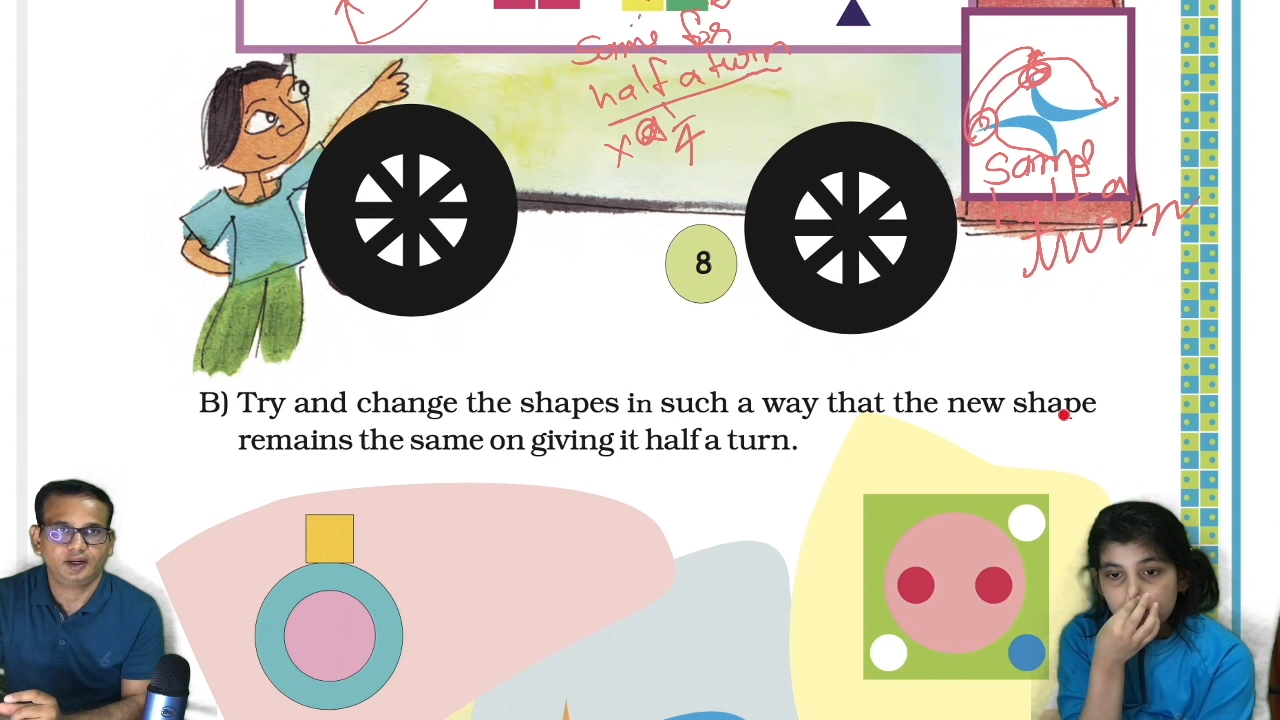 Same for
half a turn
same
half a
turn
8
B) Try and change the shapes in such a way that the new shape
remains the same on giving it half a turn.